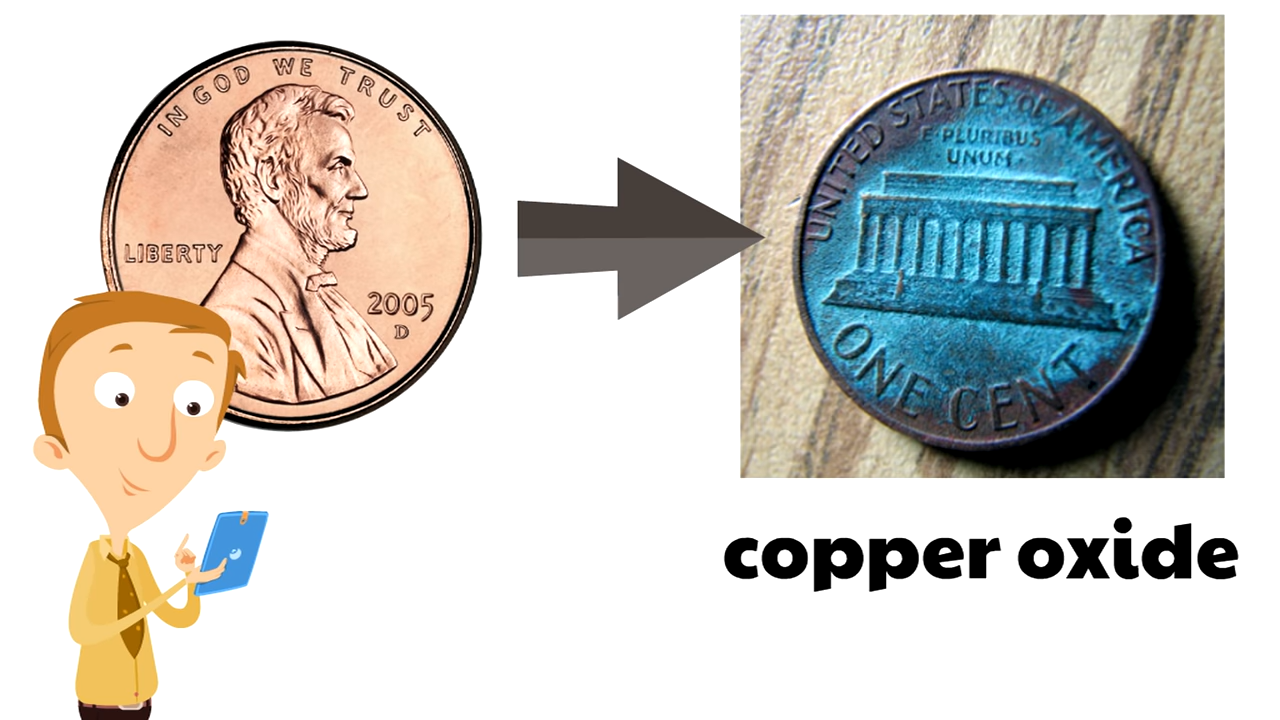 IN GOD WE TRUST
LIBERTY
2005
D
UNITED STATES OF AMERICA
E PLURIBUS
UNUM
ONE CENT
copper oxide